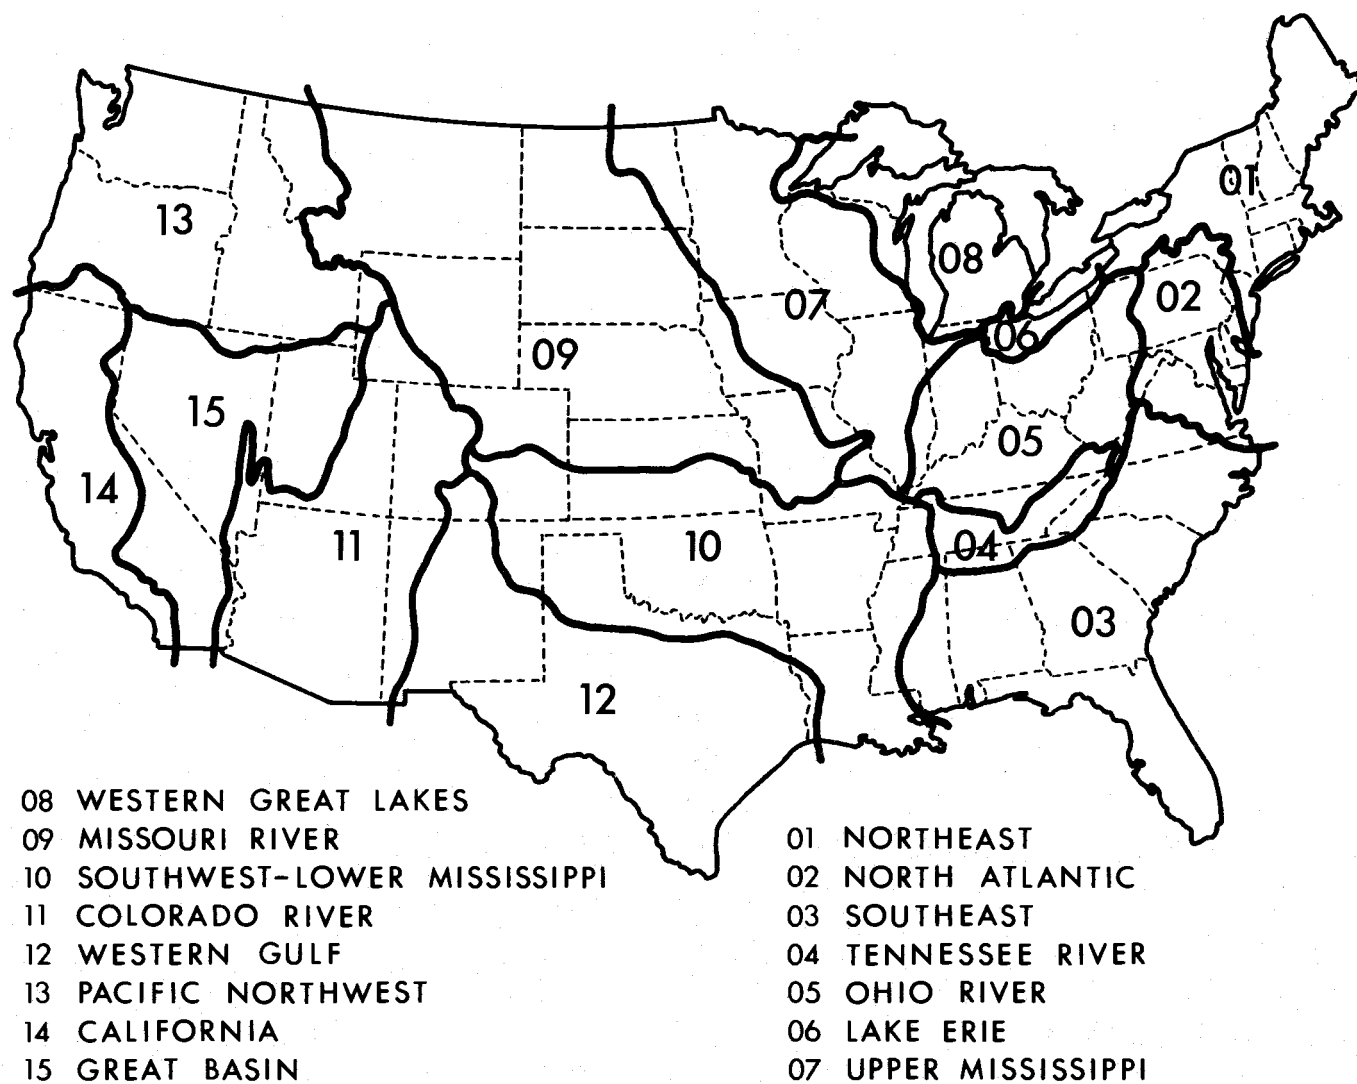 01
13
08
02
07
06
09
15
05
14
11
10
04
03
12
08 WESTERN GREAT LAKES
09 MISSOURI RIVER
10 SOUTHWEST-LOWER MISSISSIPPI
11 COLORADO RIVER
12 WESTERN GULF
13 PACIFIC NORTHWEST
14 CALIFORNIA
15 GREAT BASIN
01 NORTHEAST
02 NORTH ATLANTIC
03 SOUTHEAST
04 TENNESSEE RIVER
05 OHIO RIVER
06 LAKE ERIE
07 UPPER MISSISSIPPI